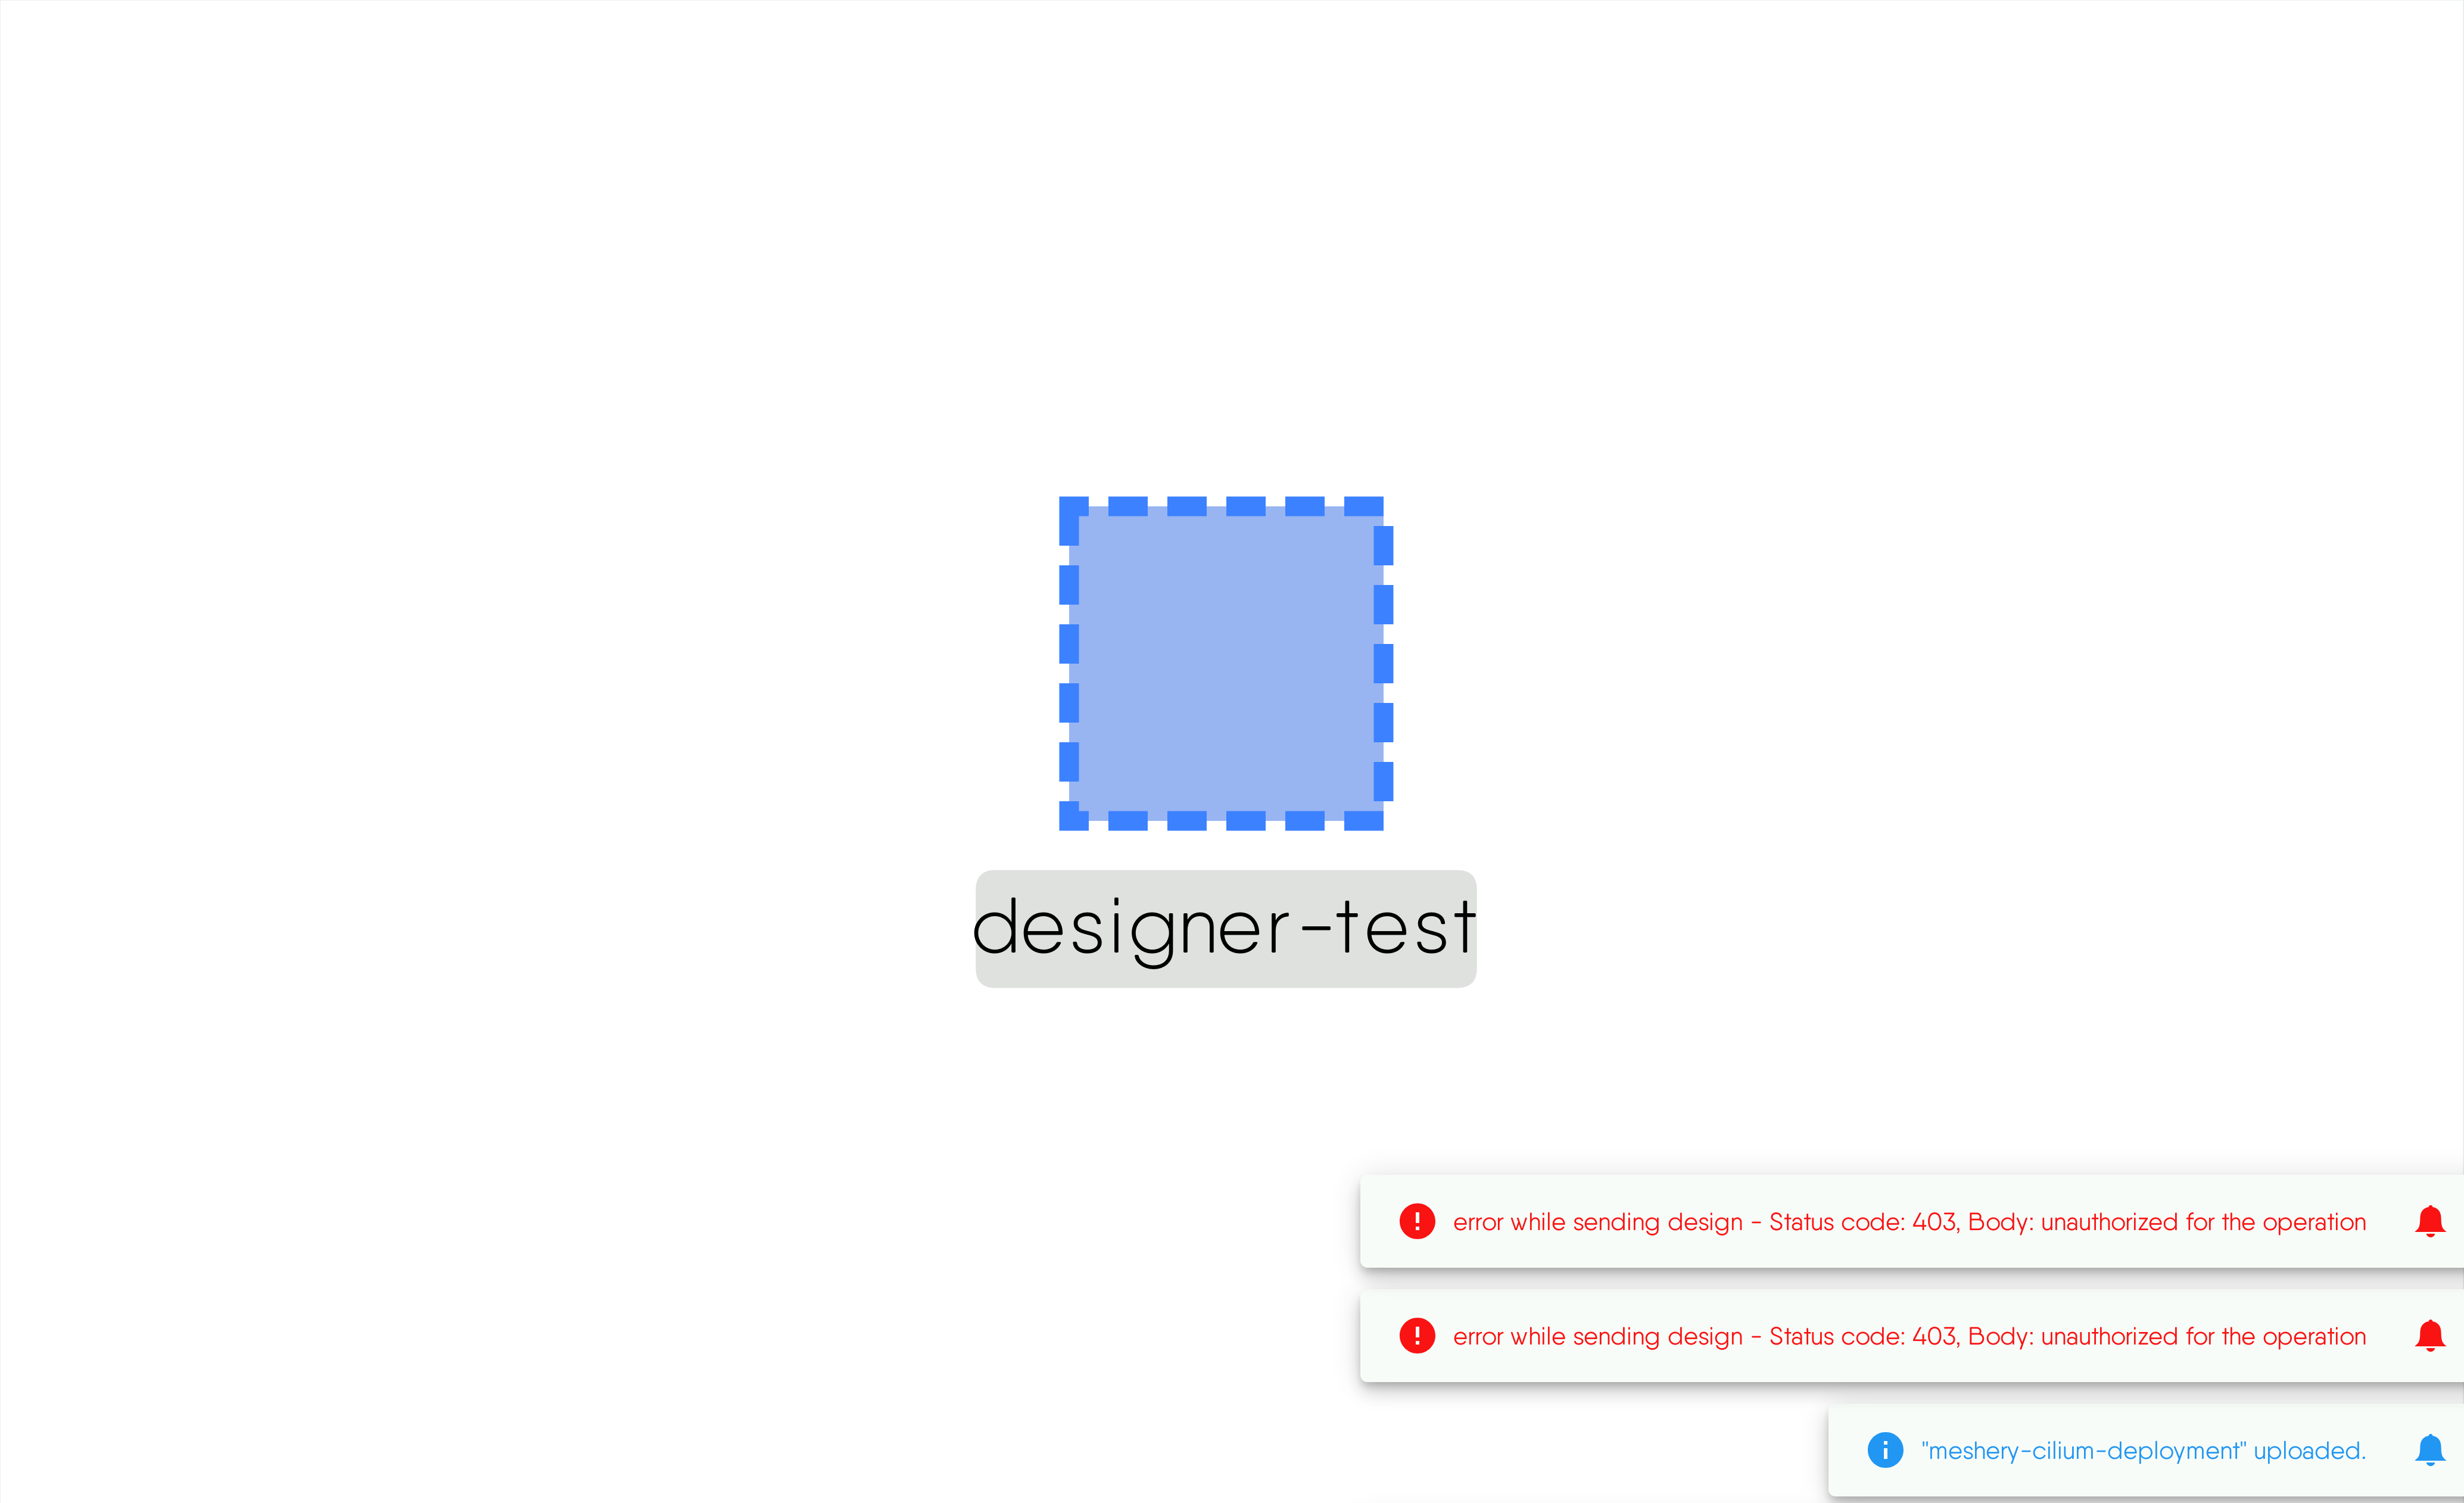 designer-test
error while sending design - Status code: 403, Body: unauthorized for the operation
error while sending design - Status code: 403, Body: unauthorized for the operation
"meshery-cilium-deployment" uploaded.